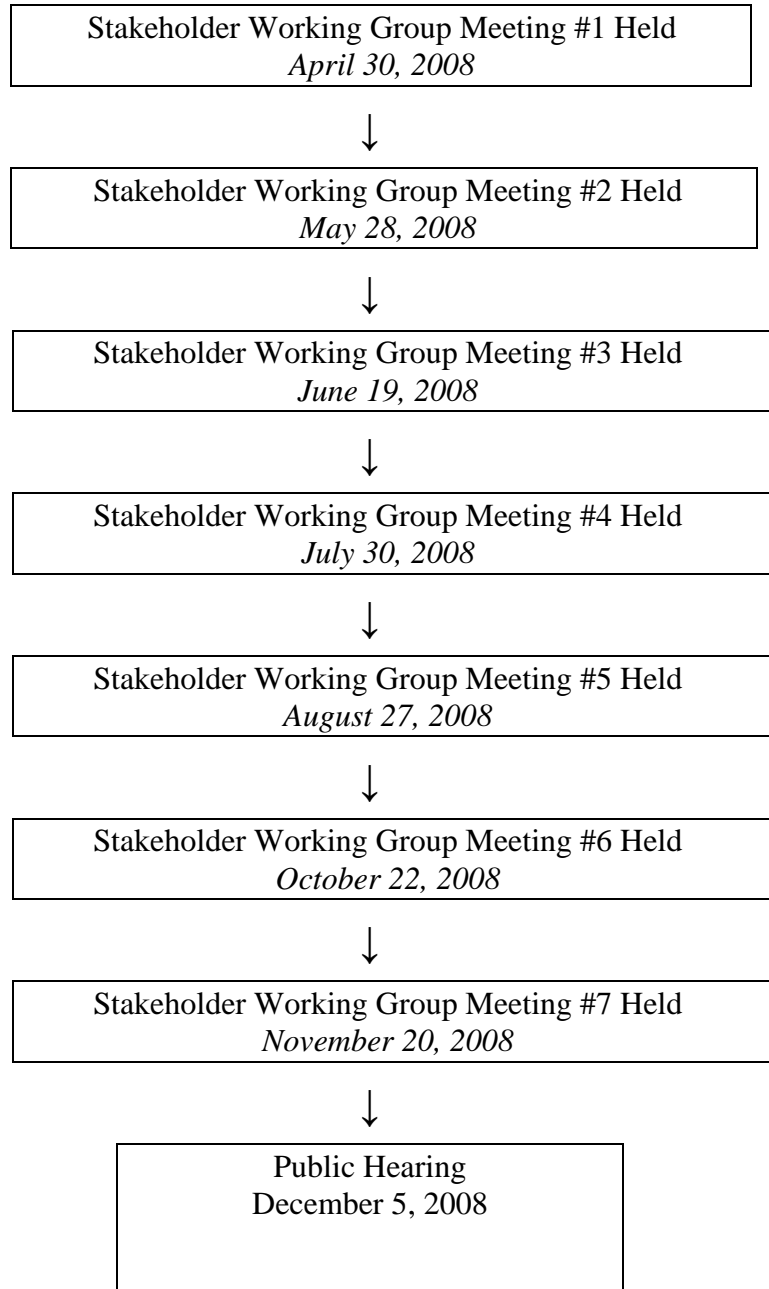 Stakeholder Working Group Meeting #1 Held
April 30, 2008
↓
Stakeholder Working Group Meeting #2 Held
May 28, 2008
↓
Stakeholder Working Group Meeting #3 Held
June 19, 2008
↓
Stakeholder Working Group Meeting #4 Held
July 30, 2008
↓
Stakeholder Working Group Meeting #5 Held
August 27, 2008
↓
Stakeholder Working Group Meeting #6 Held
October 22, 2008
↓
Stakeholder Working Group Meeting #7 Held
November 20, 2008
↓
Public Hearing
December 5, 2008